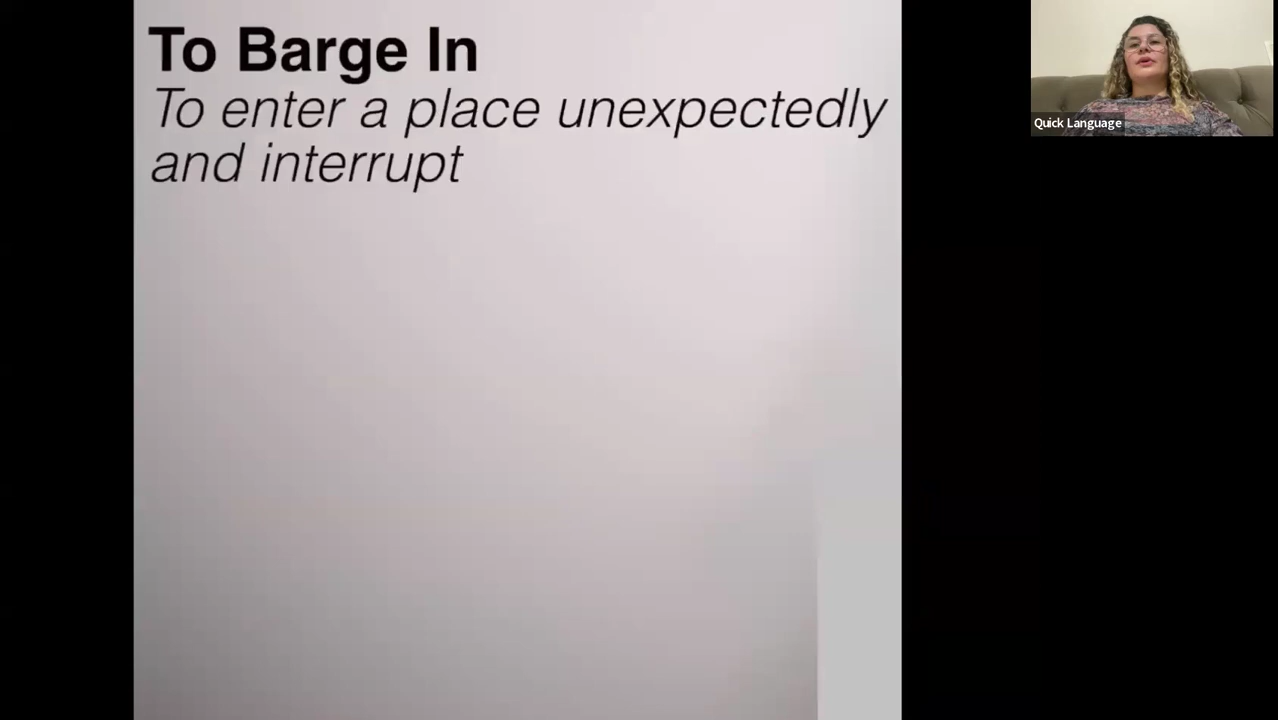 To Barge In
To enter a place unexpectedly
and interrupt
Quick Language